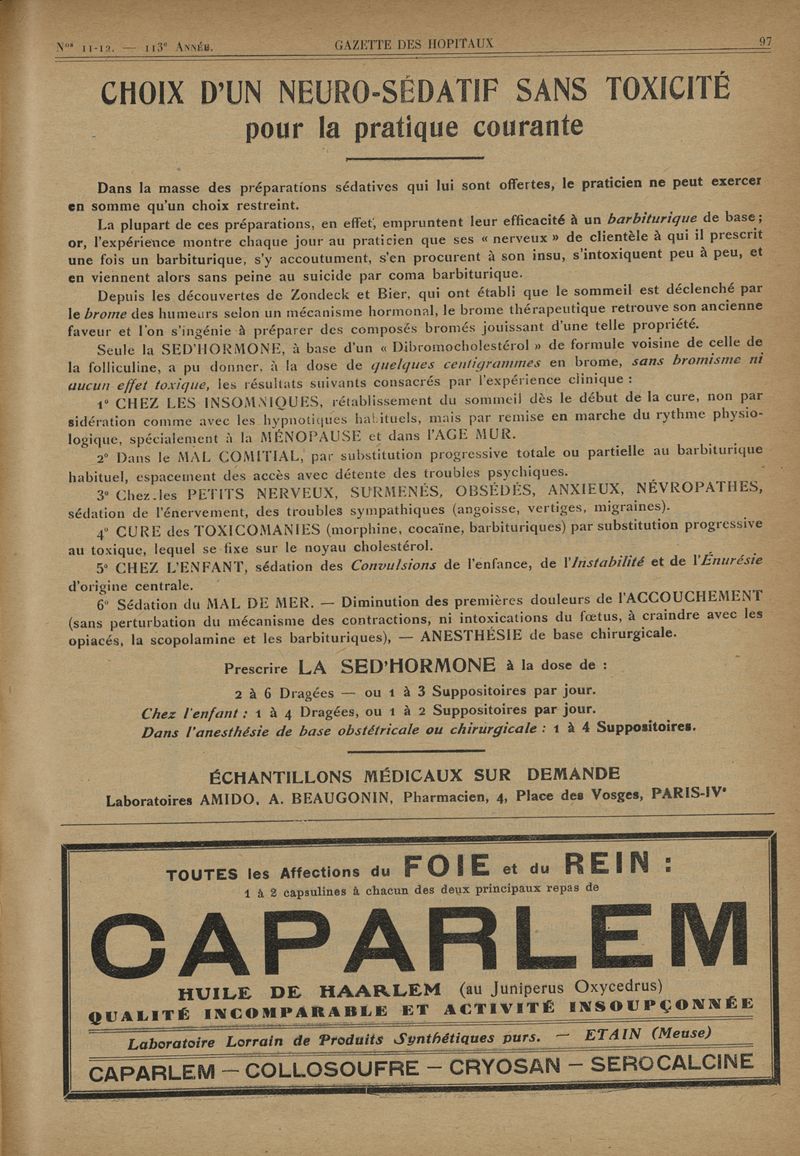 Nos 11-12. — 113e ANNÉE.
GAZETTE DES HOPITAUX
97
CHOIX D'UN NEURO-SÉDATIF SANS TOXICITÉ
pour la pratique courante
Dans la masse des préparations sédatives qui lui sont offertes, le praticien ne peut exercer
en somme qu'un choix restreint.
La plupart de ces préparations, en effet, empruntent leur efficacité à un barbiturique de base ;
or, l'expérience montre chaque jour au praticien que ses « nerveux » de clientèle à qui il prescrit
une fois un barbiturique, s'y accoutument, s'en procurent à son insu, s'intoxiquent peu à peu, et
en viennent alors sans peine au suicide par coma barbiturique.
Depuis les découvertes de Zondeck et Bier, qui ont établi que le sommeil est déclenché par
le brome des humeurs selon un mécanisme hormonal, le brome thérapeutique retrouve son ancienne
faveur et l'on s'ingénie à préparer des composés bromés jouissant d'une telle propriété.
Seule la SED'HORMONE, à base d'un « Dibromocholestérol » de formule voisine de celle de
la folliculine, a pu donner, à la dose de quelques centigrammes en brome, sans bromisme ni
aucun effet toxique, les résultats suivants consacrés par l'expérience clinique :
1° CHEZ LES INSOMNIQUES, rétablissement du sommeil dès le début de la cure, non par
sidération comme avec les hypnotiques habituels, mais par remise en marche du rythme physio-
logique, spécialement à la MÉNOPAUSE et dans l'AGE MUR.
2° Dans le MAL COMITIAL, par substitution progressive totale ou partielle au barbiturique
habituel, espacement des accès avec détente des troubles psychiques.
3° Chez les PETITS NERVEUX, SURMENÉS, OBSÉDÉS, ANXIEUX, NÉVROPATHES,
sédation de l'énervement, des troubles sympathiques (angoisse, vertiges, migraines).
4° CURE des TOXICOMANIES (morphine, cocaïne, barbituriques) par substitution progressive
au toxique, lequel se fixe sur le noyau cholestérol.
5° CHEZ L'ENFANT, sédation des Convulsions de l'enfance, de l'Instabilité et de l'Énurésie
d'origine centrale.
6° Sédation du MAL DE MER. — Diminution des premières douleurs de l'ACCOUCHEMENT
(sans perturbation du mécanisme des contractions, ni intoxications du fœtus, à craindre avec les
opiacés, la scopolamine et les barbituriques), — ANESTHÉSIE de base chirurgicale.
Prescrire LA SED'HORMONE à la dose de :
2 à 6 Dragées — ou 1 à 3 Suppositoires par jour.
Chez l'enfant : 1 à 4 Dragées, ou 1 à 2 Suppositoires par jour.
Dans l'anesthésie de base obstétricale ou chirurgicale : 1 à 4 Suppositoires.
ÉCHANTILLONS MÉDICAUX SUR DEMANDE
Laboratoires AMIDO, A. BEAUGONIN, Pharmacien, 4, Place des Vosges, PARIS-IVe
TOUTES les Affections du FOIE et du REIN :
1 à 2 capsulines à chacun des deux principaux repas de
CAPARLEM
HUILE DE HAARLEM (au Juniperus Oxycedrus)
QUALITÉ INCOMPARABLE ET ACTIVITÉ INSOUPÇONNÉE
Laboratoire Lorrain de Produits Synthétiques purs. — ETAIN (Meuse)
CAPARLEM — COLLOSOUFRE — CRYOSAN — SEROCALCINE